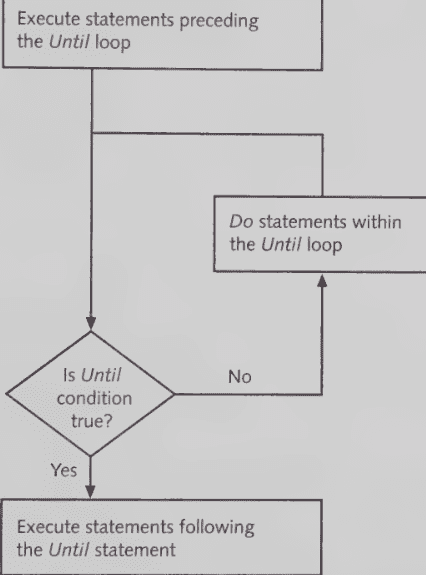 Execute statements preceding
the Until loop
Do statements within
the Until loop
Is Until
condition
true?
No
Yes
Execute statements following
the Until statement